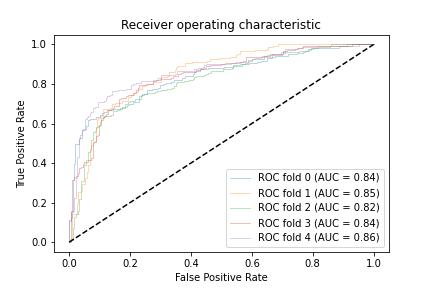 Receiver operating characteristic
True Positive Rate
1.0
0.8
0.6
0.4
0.2
0.0
ROC fold 0 (AUC = 0.84)
ROC fold 1 (AUC = 0.85)
ROC fold 2 (AUC = 0.82)
ROC fold 3 (AUC = 0.84)
ROC fold 4 (AUC = 0.86)
0.0 0.2 0.4 0.6 0.8 1.0
False Positive Rate